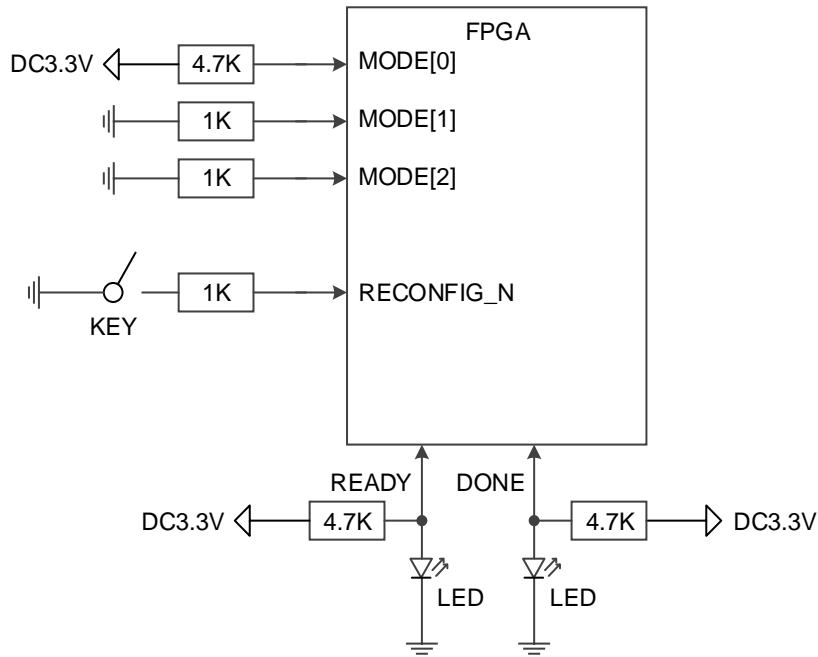 FPGA
DC3.3V 4.7K MODE[0]
1K MODE[1]
1K MODE[2]
1K RECONFIG_N
KEY
READY DONE
DC3.3V 4.7K 4.7K DC3.3V
LED LED